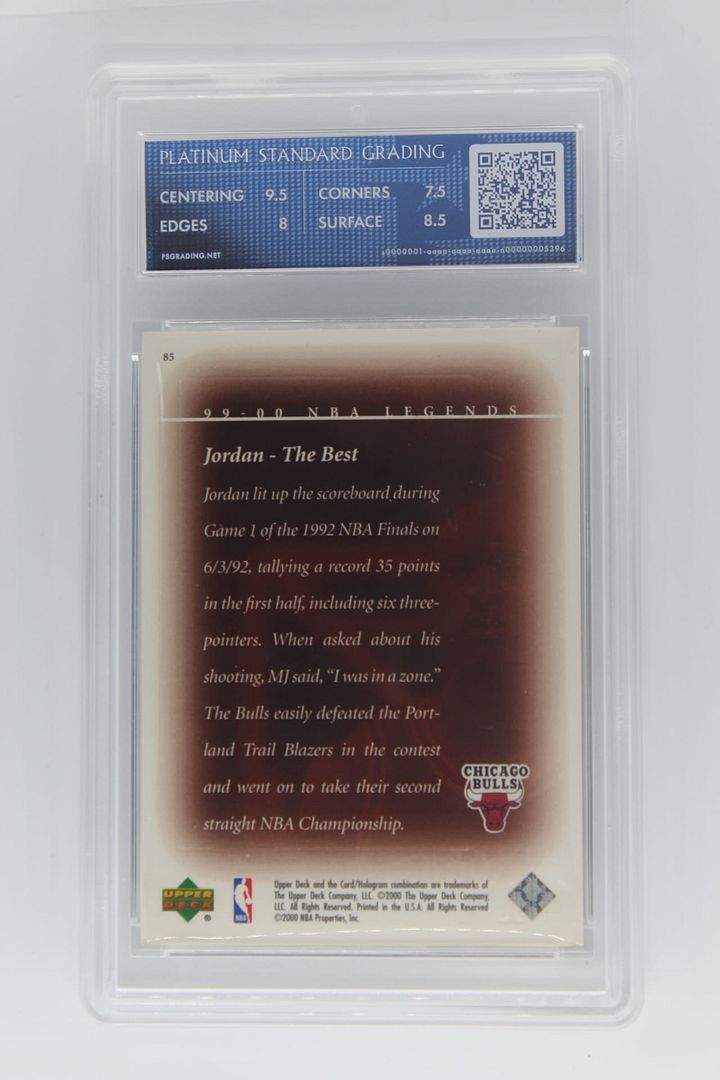 PLATINUM STANDARD GRADING
CENTERING 9.5 CORNERS 7.5
EDGES 8 SURFACE 8.5
PSGRADING.NET
s0000001-aaaa-aaaa-aaaa-n00000005396
85
99-00 NBA LEGENDS
Jordan - The Best
Jordan lit up the scoreboard during
Game 1 of the 1992 NBA Finals on
6/3/92, tallying a record 35 points
in the first half, including six three-
pointers. When asked about his
shooting, MJ said, “I was in a zone.”
The Bulls easily defeated the Port-
land Trail Blazers in the contest
and went on to take their second
straight NBA Championship.
CHICAGO
BULLS
UPPER
DECK
®
NBA
Upper Deck and the Card/Hologram combination are trademarks of
The Upper Deck Company, LLC. ©2000 The Upper Deck Company,
LLC. All Rights Reserved. Printed in the U.S.A. All Rights Reserved
©2000 NBA Properties, Inc.